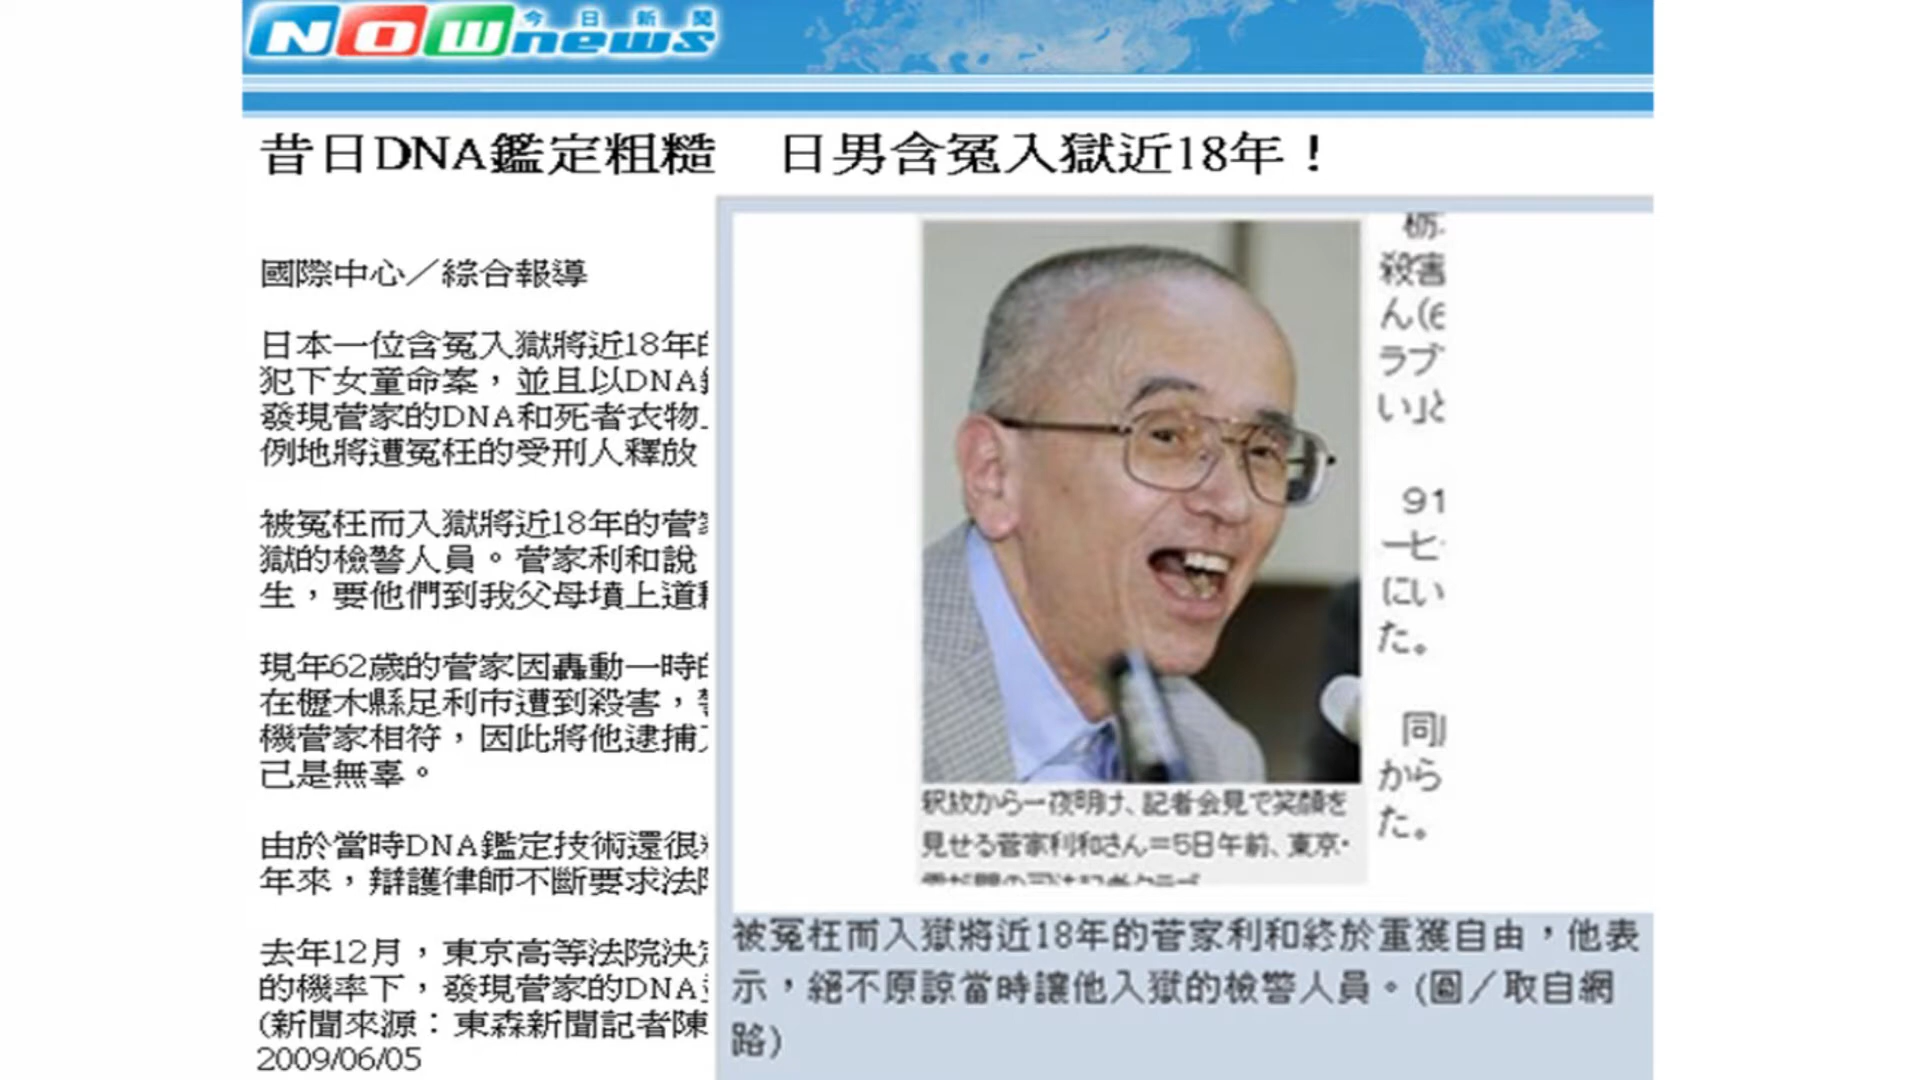 NOWnews 今日新聞
昔日DNA鑑定粗糙 日男含冤入獄近18年！
國際中心／綜合報導
日本一位含冤入獄將近18年
犯下女童命案，並且以DNA
發現菅家的DNA和死者衣物
例地將遭冤枉的受刑人釋放
被冤枉而入獄將近18年的菅
獄的檢警人員。菅家利和說
生，要他們到我父母墳上道
現年62歲的菅家因轟動一時
在櫪木縣足利市遭到殺害，
機菅家相符，因此將他逮捕
己是無辜。
由於當時DNA鑑定技術還很
年來，辯護律師不斷要求法
去年12月，東京高等法院決
的機率下，發現菅家的DNA
(新聞來源：東森新聞記者陳
2009/06/05
栃
殺害
ん(6
ラブ
い」と
91
ービ
にい
た。
同
から
た。
釈放から一夜明け、記者会見で笑顔を
見せる菅家利和さん＝5日午前、東京・
被冤枉而入獄將近18年的菅家利和終於重獲自由，他表
示，絕不原諒當時讓他入獄的檢警人員。(圖／取自網
路)